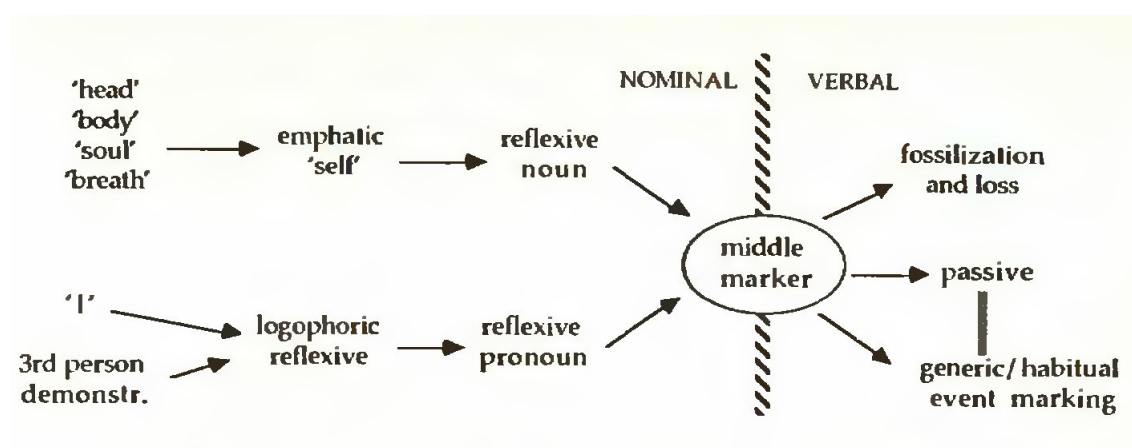 NOMINAL
VERBAL
'head'
'body'
'soul'
'breath'
emphatic
'self'
reflexive
noun
fossilization
and loss
middle
marker
passive
'I'
3rd person
demonstr.
logophoric
reflexive
reflexive
pronoun
generic/habitual
event marking